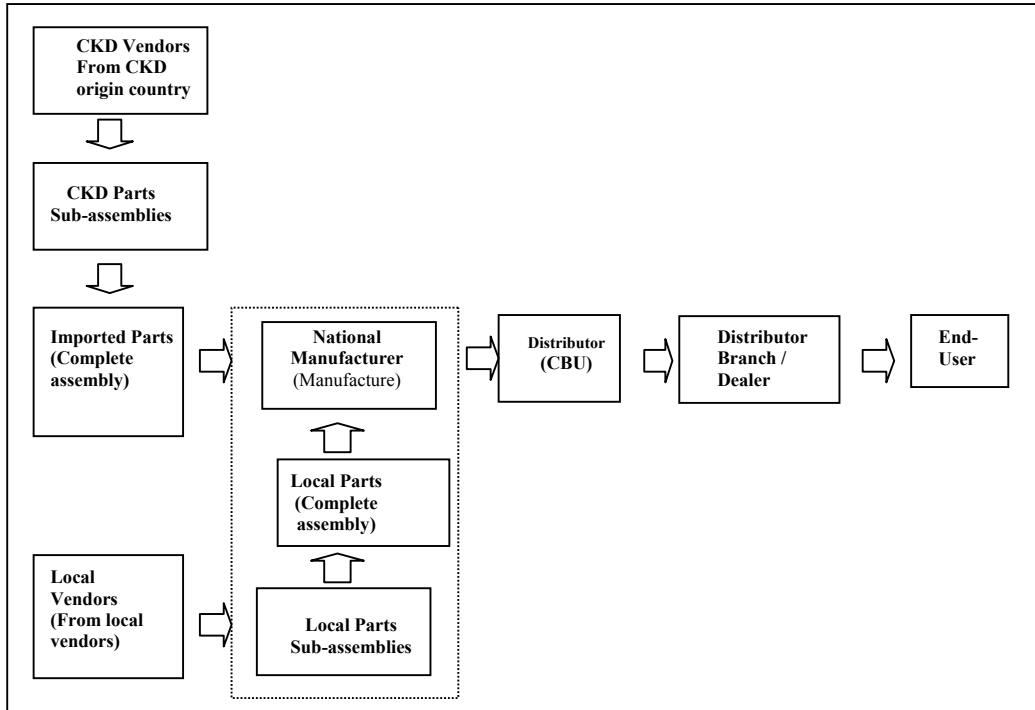 CKD Vendors
From CKD
origin country
CKD Parts
Sub-assemblies
Imported Parts
(Complete
assembly)
National
Manufacturer
(Manufacture)
Distributor
(CBU)
Distributor
Branch /
Dealer
End-
User
Local Parts
(Complete
assembly)
Local
Vendors
(From local
vendors)
Local Parts
Sub-assemblies